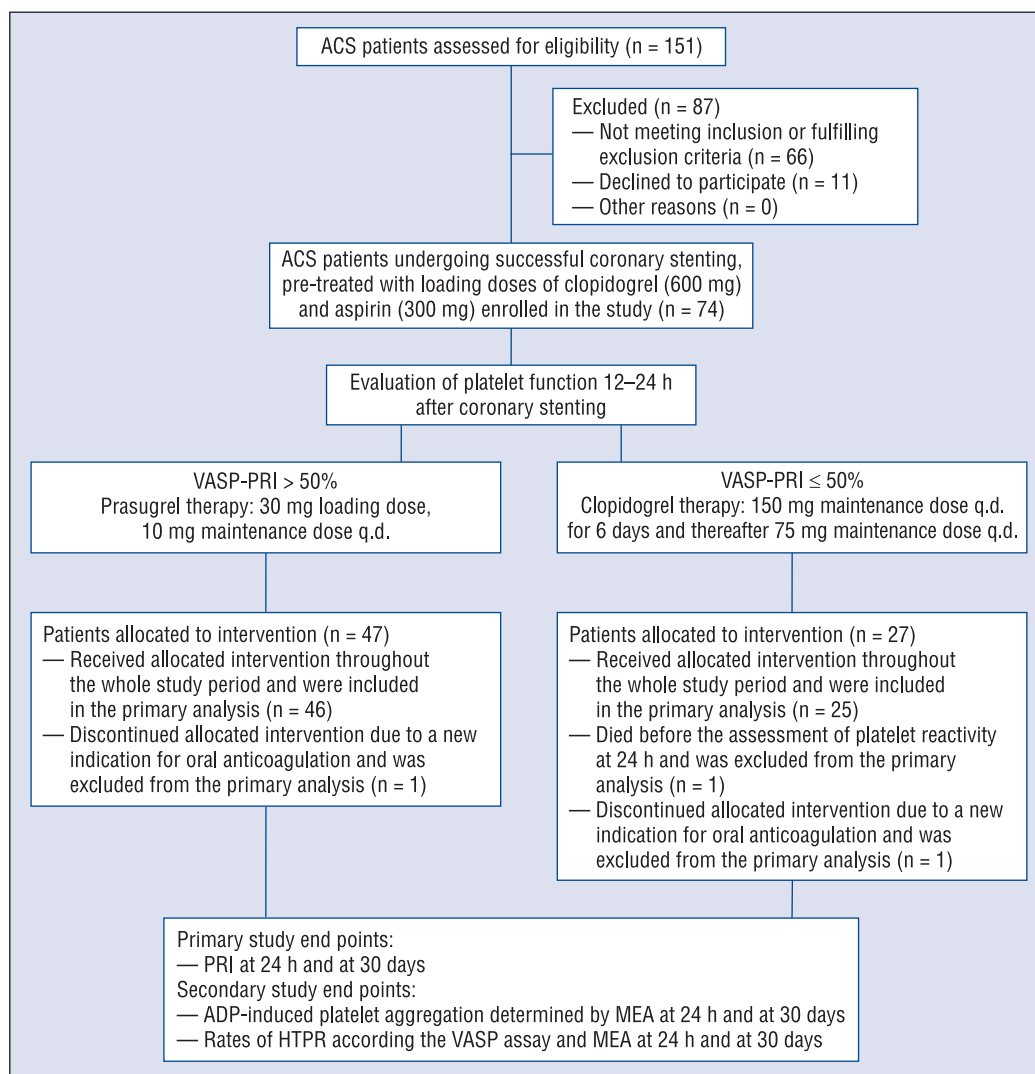 ACS patients assessed for eligibility (n = 151)
Excluded (n = 87)
— Not meeting inclusion or fulfilling
exclusion criteria (n = 66)
— Declined to participate (n = 11)
— Other reasons (n = 0)
ACS patients undergoing successful coronary stenting,
pre-treated with loading doses of clopidogrel (600 mg)
and aspirin (300 mg) enrolled in the study (n = 74)
Evaluation of platelet function 12–24 h
after coronary stenting
VASP-PRI > 50%
Prasugrel therapy: 30 mg loading dose,
10 mg maintenance dose q.d.
VASP-PRI ≤ 50%
Clopidogrel therapy: 150 mg maintenance dose q.d.
for 6 days and thereafter 75 mg maintenance dose q.d.
Patients allocated to intervention (n = 47)
— Received allocated intervention throughout
the whole study period and were included
in the primary analysis (n = 46)
— Discontinued allocated intervention due to a new
indication for oral anticoagulation and was
excluded from the primary analysis (n = 1)
Patients allocated to intervention (n = 27)
— Received allocated intervention throughout
the whole study period and were included
in the primary analysis (n = 25)
— Died before the assessment of platelet reactivity
at 24 h and was excluded from the primary
analysis (n = 1)
— Discontinued allocated intervention due to a new
indication for oral anticoagulation and was
excluded from the primary analysis (n = 1)
Primary study end points:
— PRI at 24 h and at 30 days
Secondary study end points:
— ADP-induced platelet aggregation determined by MEA at 24 h and at 30 days
— Rates of HTPR according the VASP assay and MEA at 24 h and at 30 days